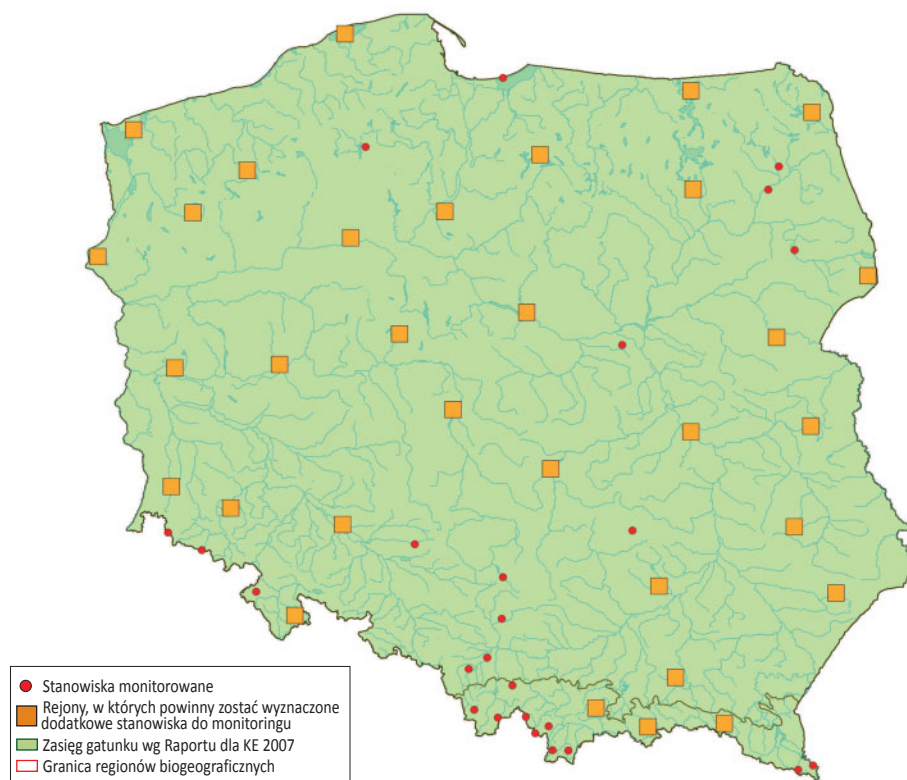 Stanowiska monitorowane
Rejony, w których powinny zostać wyznaczone
dodatkowe stanowiska do monitoringu
Zasięg gatunku wg Raportu dla KE 2007
Granica regionów biogeograficznych